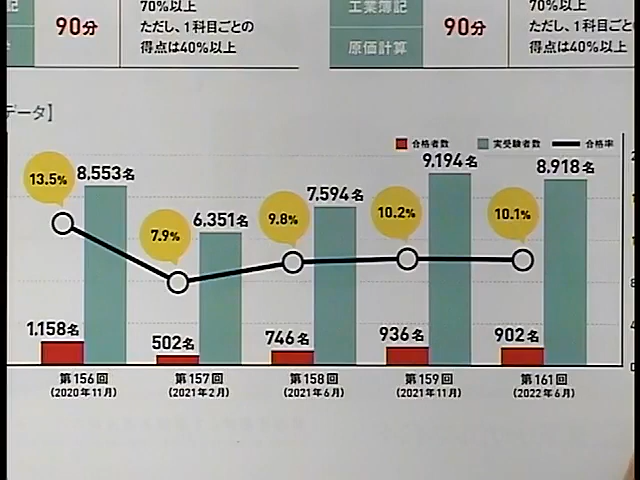 記
90分
70%以上
ただし、1科目ごとの
得点は40%以上
工業簿記
原価計算
90分
70%以上
ただし、1科目ごと
得点は40%以上
データ】
合格者数 実受験者数 合格率
13.5% 8,553名
7.9% 6,351名
9.8% 7,594名
10.2% 9,194名
10.1% 8,918名
1,158名
502名
746名
936名
902名
第156回
(2020年11月)
第157回
(2021年2月)
第158回
(2021年6月)
第159回
(2021年11月)
第161回
(2022年6月)